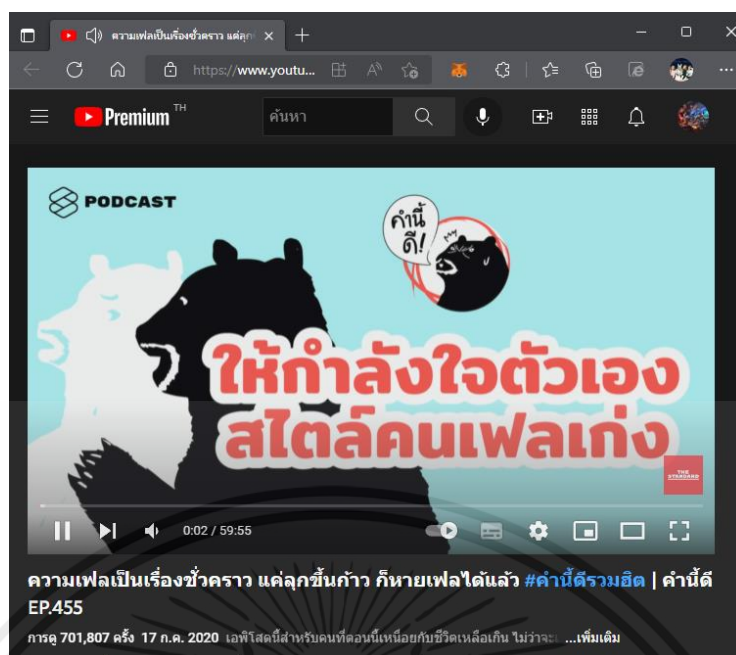 ความเฟลเป็นเรื่องชั่วคราว แค่ลุก
https://www.youtu...
Premium TH
ค้นหา
PODCAST
คำนี้
ดี!
ให้กำลังใจตัวเอง
สไตล์คนเฟลเก่ง
THE
STANDARD
0:02 / 59:55
ความเฟลเป็นเรื่องชั่วคราว แค่ลุกขึ้นก้าว ก็หายเฟลได้แล้ว #คำนี้ดีรวมฮิต | คำนี้ดี
EP.455
การดู 701,807 ครั้ง 17 ก.ค. 2020 เอพิโสดนี้สำหรับคนที่ตอนนี้เหนื่อยกับชีวิตเหลือเกิน ไม่ว่าจะ ...เพิ่มเติม